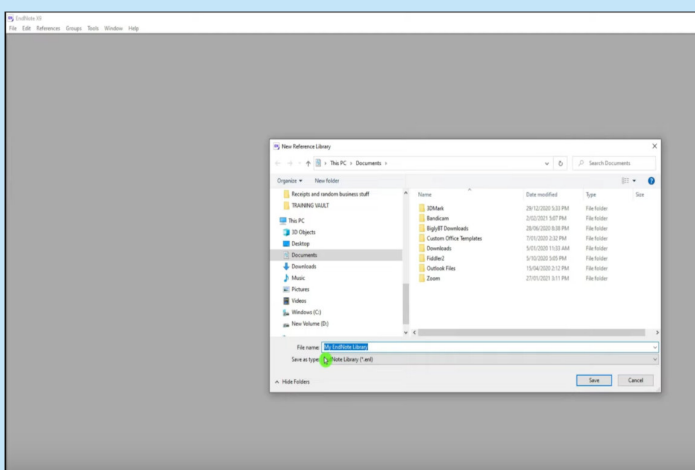 EndNote X9
File Edit References Groups Tools Window Help
New Reference Library
This PC › Documents ›
Search Documents
Organize New folder
Receipts and random business stuff
TRAINING VAULT
This PC
3D Objects
Desktop
Documents
Downloads
Music
Pictures
Videos
Windows (C:)
New Volume (D:)
Name Date modified Type Size
3DMark 29/12/2020 5:33 PM File folder
Bandicam 2/02/2021 5:07 PM File folder
BiglyBT Downloads 28/06/2020 8:08 PM File folder
Custom Office Templates 7/01/2020 2:32 PM File folder
Downloads 5/05/2020 11:33 AM File folder
Fiddler2 5/10/2020 3:05 PM File folder
Outlook Files 15/04/2020 3:12 PM File folder
Zoom 27/01/2021 3:11 PM File folder
File name: My EndNote Library
Save as type: Note Library (*.enl)
Hide Folders
Save Cancel